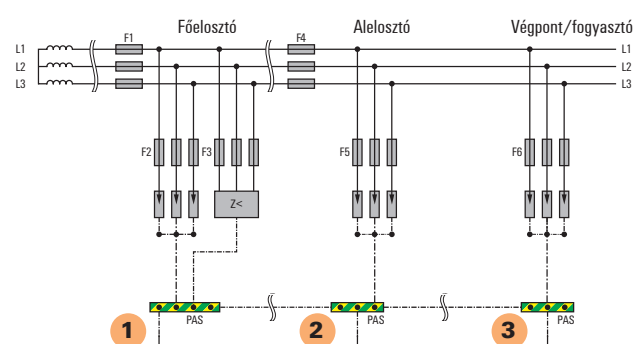 Főelosztó Alelosztó Végpont/fogyasztó
F1 F4
L1 L1
L2 L2
L3 L3
F2 F3 F5 F6
Z<
PAS PAS PAS
1 2 3